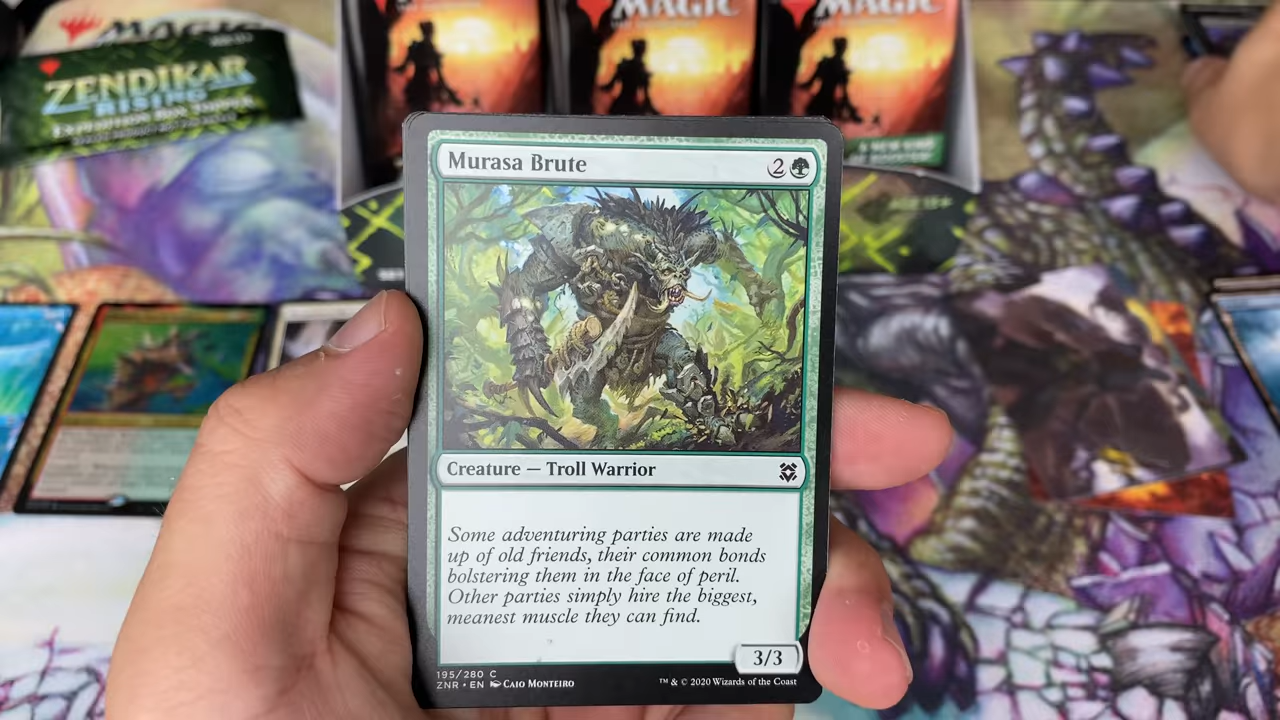 MAGIC
ZENDIKAR
RISING
MAGIC
MAGIC
MAGIC
Murasa Brute
2
Creature — Troll Warrior
Some adventuring parties are made
up of old friends, their common bonds
bolstering them in the face of peril.
Other parties simply hire the biggest,
meanest muscle they can find.
3/3
195/280 C
ZNR • EN Caio Monteiro
™ & © 2020 Wizards of the Coast